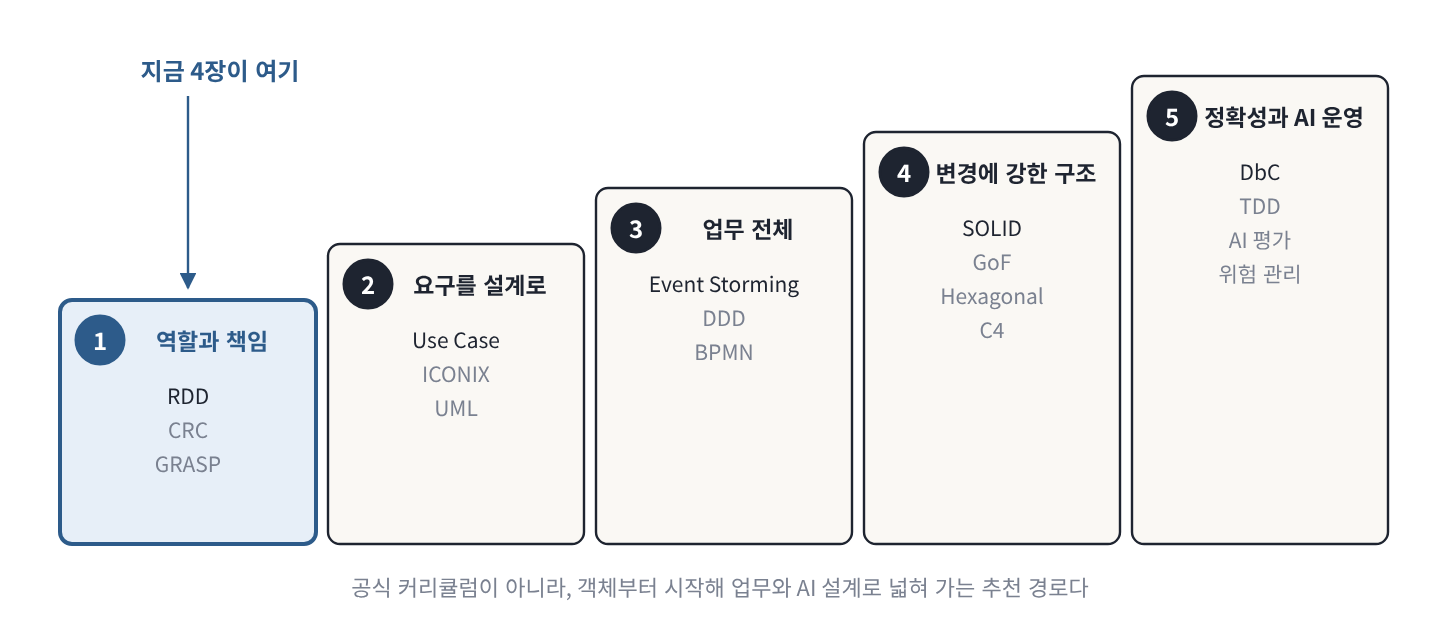 지금 4장이 여기
1
역할과 책임
RDD
CRC
GRASP
2
요구를 설계로
Use Case
ICONIX
UML
3
업무 전체
Event Storming
DDD
BPMN
4
변경에 강한 구조
SOLID
GoF
Hexagonal
C4
5
정확성과 AI 운영
DbC
TDD
AI 평가
위험 관리
공식 커리큘럼이 아니라, 객체부터 시작해 업무와 AI 설계로 넓혀 가는 추천 경로다